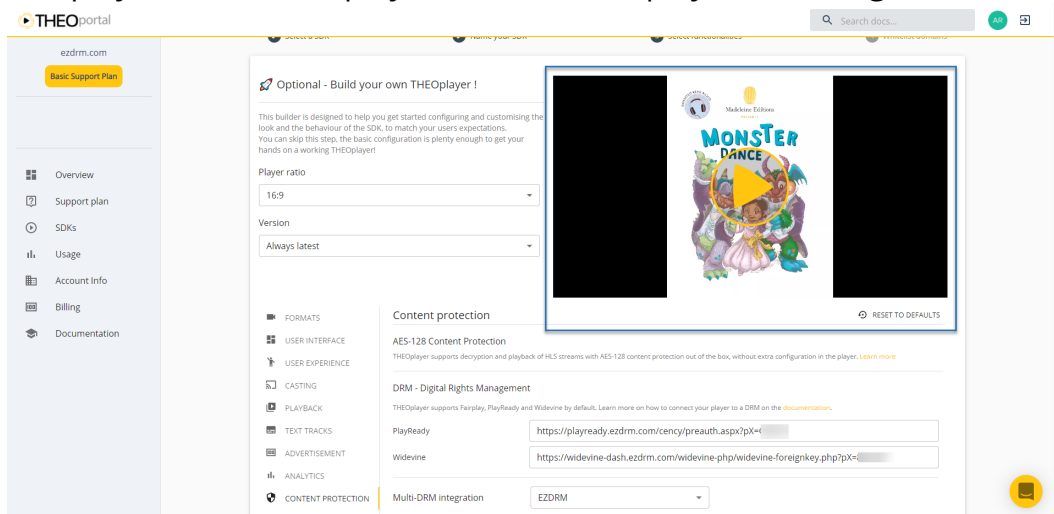 THEOportal
Search docs...
AR
ezdrm.com
Basic Support Plan
Overview
Support plan
SDKs
Usage
Account Info
Billing
Documentation
Select a SDK
Name your SDK
Select functionalities
Whitelist domains
Optional - Build your own THEOplayer !
This builder is designed to help you get started configuring and customising the
look and the behaviour of the SDK, to match your users expectations.
You can skip this step, the basic configuration is plenty enough to get your
hands on a working THEOplayer!
Player ratio
16:9
Version
Always latest
Madeleine Editions
MONSTER
DANCE
RESET TO DEFAULTS
FORMATS
USER INTERFACE
USER EXPERIENCE
CASTING
PLAYBACK
TEXT TRACKS
ADVERTISEMENT
ANALYTICS
CONTENT PROTECTION
Content protection
AES-128 Content Protection
THEOplayer supports decryption and playback of HLS streams with AES-128 content protection out of the box, without extra configuration in the player. Learn more
DRM - Digital Rights Management
THEOplayer supports Fairplay, PlayReady and Widevine by default. Learn more on how to connect your player to a DRM on the documentation.
PlayReady
https://playready.ezdrm.com/cency/preauth.aspx?pX=
Widevine
https://widevine-dash.ezdrm.com/widevine-php/widevine-foreignkey.php?pX=
Multi-DRM integration
EZDRM